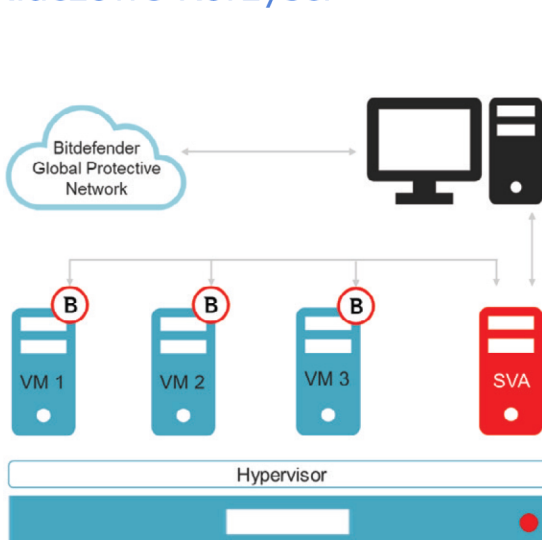 Bitdefender
Global Protective
Network
B
B
B
VM 1
VM 2
VM 3
SVA
Hypervisor